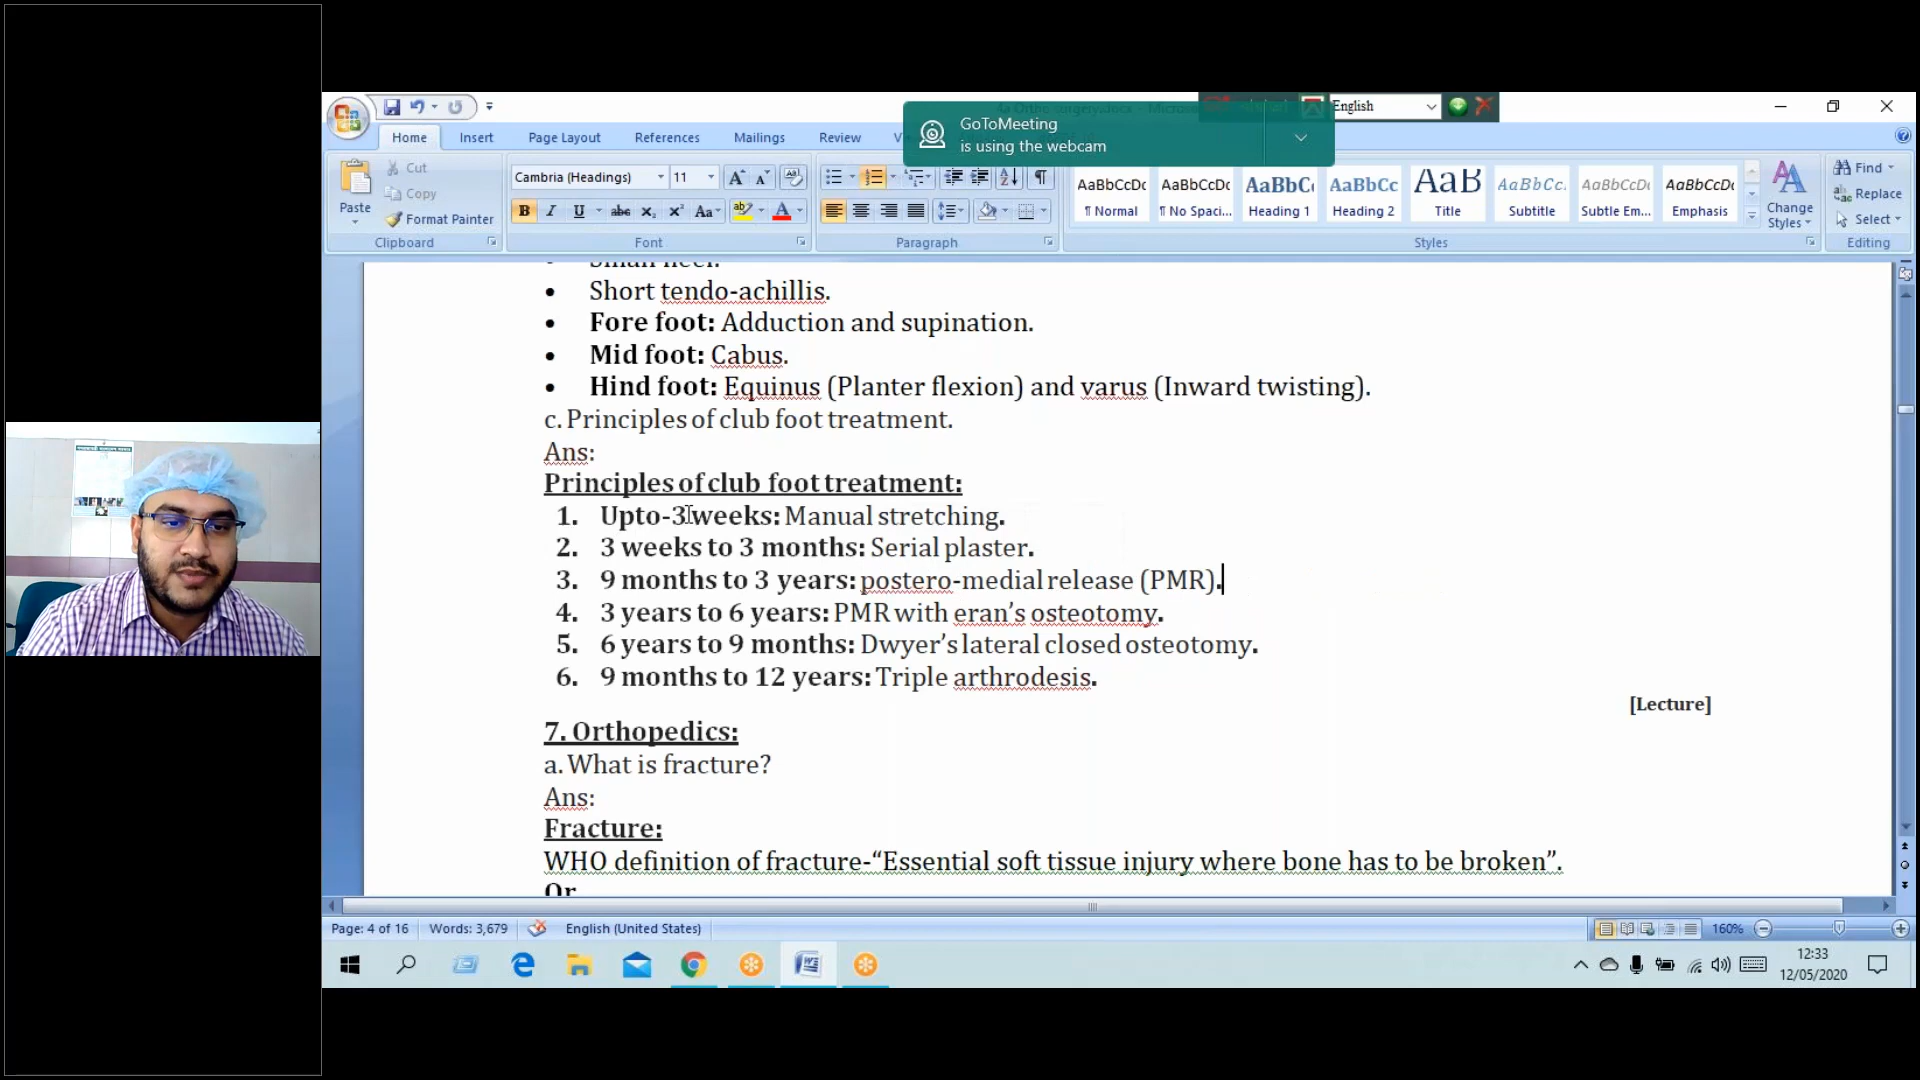 English
GoToMeeting
is using the webcam
Home
Insert
Page Layout
References
Mailings
Review
Cut
Copy
Format Painter
Paste
Clipboard
Cambria (Headings)
11
Font
Paragraph
AaBbCcDc
¶ Normal
AaBbCcDc
¶ No Spaci...
AaBbC
Heading 1
AaBbCc
Heading 2
AaB
Title
AaBbCc.
Subtitle
AaBbCcDc
Subtle Em...
AaBbCcDc
Emphasis
Change
Styles
Styles
Find
Replace
Select
Editing
• Small heel.
• Short tendo-achillis.
• Fore foot: Adduction and supination.
• Mid foot: Cabus.
• Hind foot: Equinus (Planter flexion) and varus (Inward twisting).
c. Principles of club foot treatment.
Ans:
Principles of club foot treatment:
1. Upto-3 weeks: Manual stretching.
2. 3 weeks to 3 months: Serial plaster.
3. 9 months to 3 years: postero-medial release (PMR).
4. 3 years to 6 years: PMR with eran’s osteotomy.
5. 6 years to 9 months: Dwyer’s lateral closed osteotomy.
6. 9 months to 12 years: Triple arthrodesis.
[Lecture]
7. Orthopedics:
a. What is fracture?
Ans:
Fracture:
WHO definition of fracture-“Essential soft tissue injury where bone has to be broken”.
Or
Page: 4 of 16
Words: 3,679
English (United States)
160%
12:33
12/05/2020